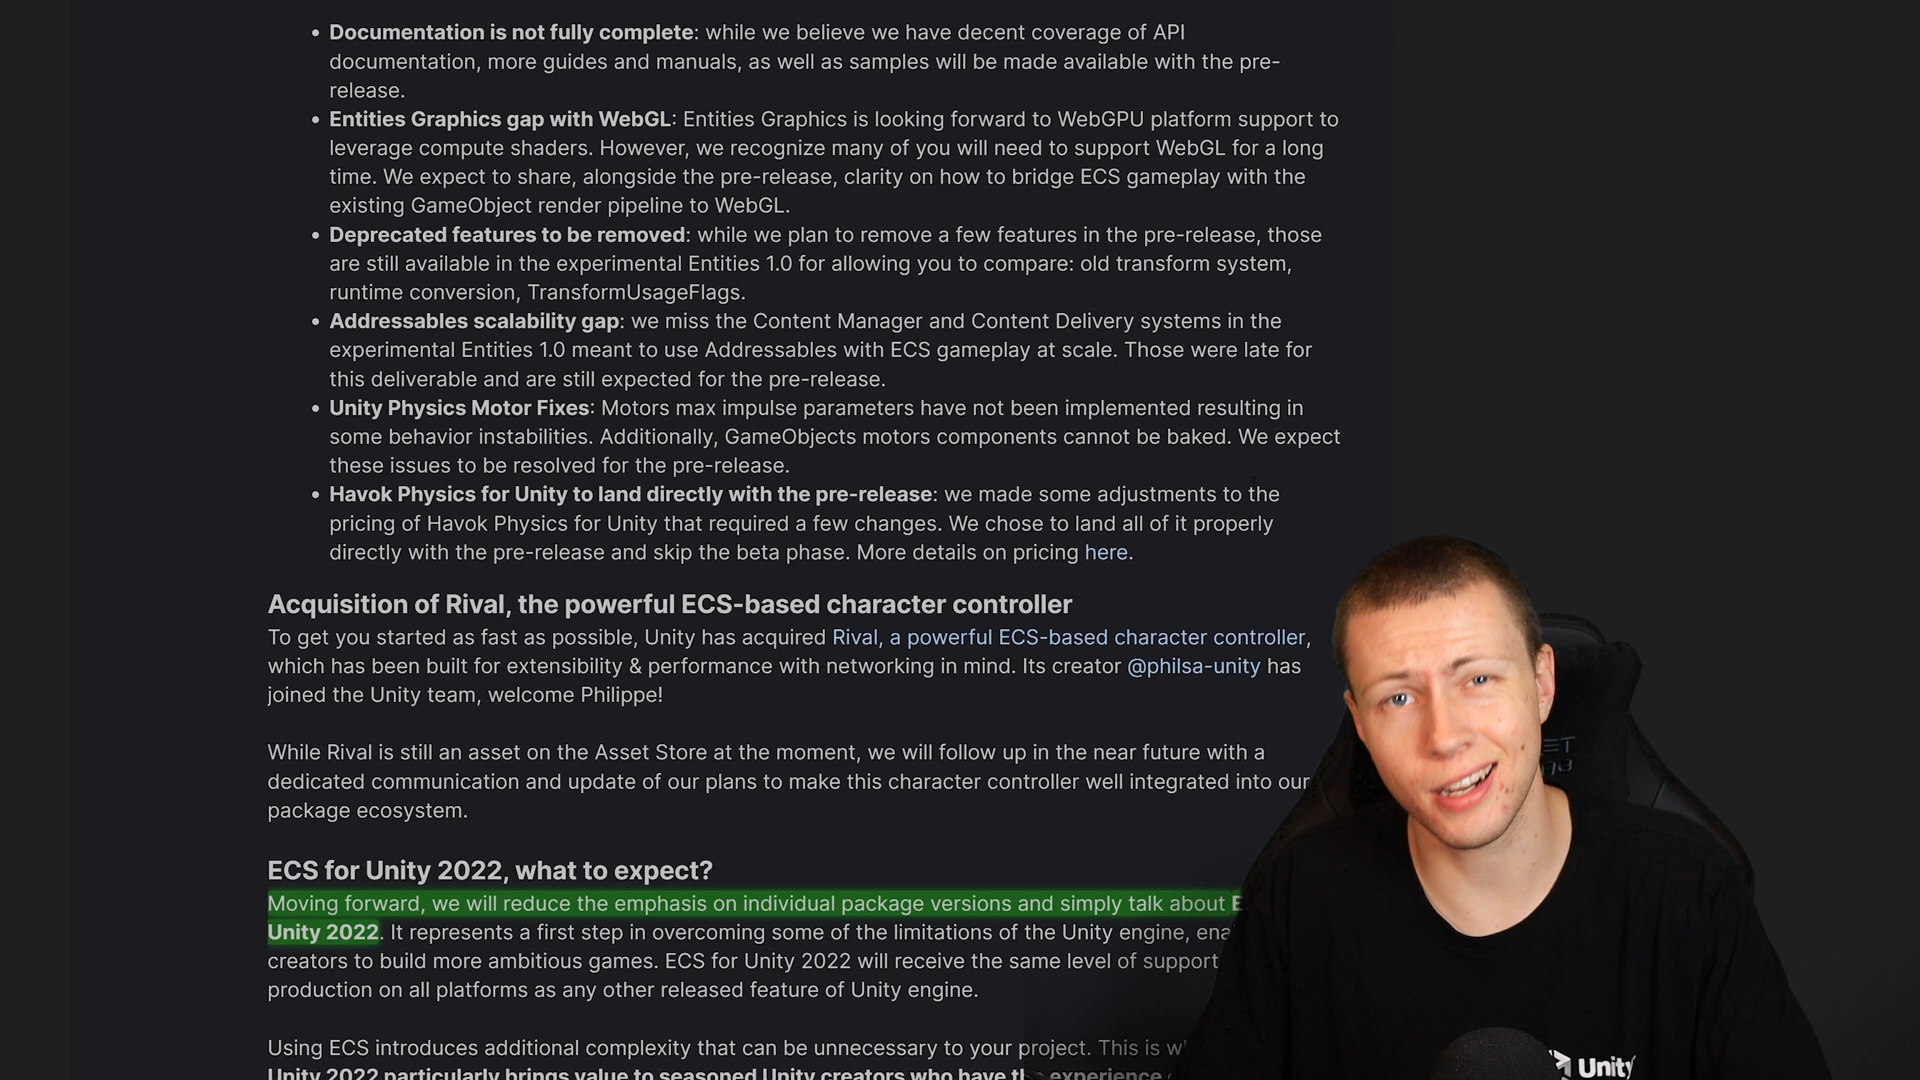 • Documentation is not fully complete: while we believe we have decent coverage of API
documentation, more guides and manuals, as well as samples will be made available with the pre-
release.
• Entities Graphics gap with WebGL: Entities Graphics is looking forward to WebGPU platform support to
leverage compute shaders. However, we recognize many of you will need to support WebGL for a long
time. We expect to share, alongside the pre-release, clarity on how to bridge ECS gameplay with the
existing GameObject render pipeline to WebGL.
• Deprecated features to be removed: while we plan to remove a few features in the pre-release, those
are still available in the experimental Entities 1.0 for allowing you to compare: old transform system,
runtime conversion, TransformUsageFlags.
• Addressables scalability gap: we miss the Content Manager and Content Delivery systems in the
experimental Entities 1.0 meant to use Addressables with ECS gameplay at scale. Those were late for
this deliverable and are still expected for the pre-release.
• Unity Physics Motor Fixes: Motors max impulse parameters have not been implemented resulting in
some behavior instabilities. Additionally, GameObjects motors components cannot be baked. We expect
these issues to be resolved for the pre-release.
• Havok Physics for Unity to land directly with the pre-release: we made some adjustments to the
pricing of Havok Physics for Unity that required a few changes. We chose to land all of it properly
directly with the pre-release and skip the beta phase. More details on pricing here.
Acquisition of Rival, the powerful ECS-based character controller
To get you started as fast as possible, Unity has acquired Rival, a powerful ECS-based character controller,
which has been built for extensibility & performance with networking in mind. Its creator @philsa-unity has
joined the Unity team, welcome Philippe!
While Rival is still an asset on the Asset Store at the moment, we will follow up in the near future with a
dedicated communication and update of our plans to make this character controller well integrated into our
package ecosystem.
ECS for Unity 2022, what to expect?
Moving forward, we will reduce the emphasis on individual package versions and simply talk about E
Unity 2022. It represents a first step in overcoming some of the limitations of the Unity engine, ena
creators to build more ambitious games. ECS for Unity 2022 will receive the same level of support
production on all platforms as any other released feature of Unity engine.
Using ECS introduces additional complexity that can be unnecessary to your project. This is w
Unity 2022 particularly brings value to seasoned Unity creators who have th experience
Unity